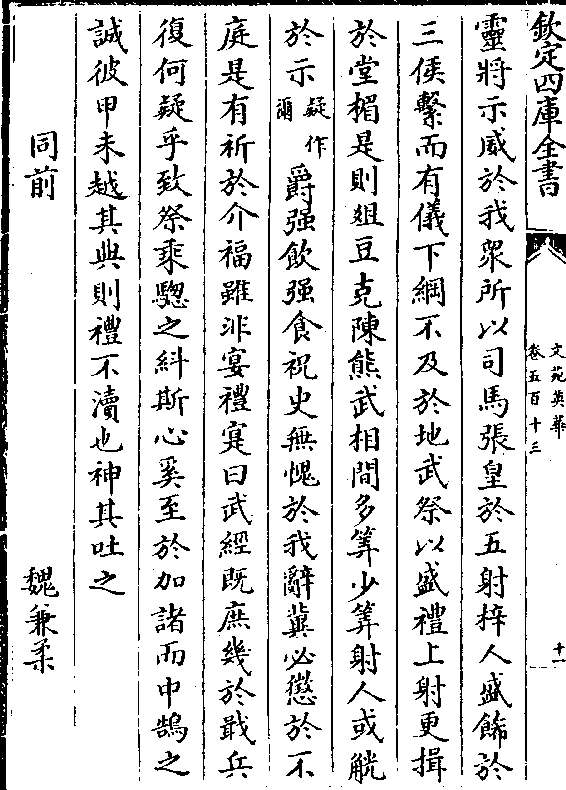 欽定四庫全書
文苑英華
卷五百十三
十一
靈將示威於我衆所以司馬張皇於五射梓人盛飾於
三侯繫而有儀下綱不及於地武祭以盛禮上射更揖
於堂楣是則俎豆克陳熊武相間多筭少筭射人或觥
於示疑作爾爵强飲强食祝史無愧於我辭冀必懲於不
庭是有祈於介福雖非宴禮寔曰武經既庶幾於戢兵
復何疑乎致祭乘驄之糾斯心奚至於加諸而中鵠之
誠彼甲未越其典則禮不瀆也神其吐之
同前
魏兼柔